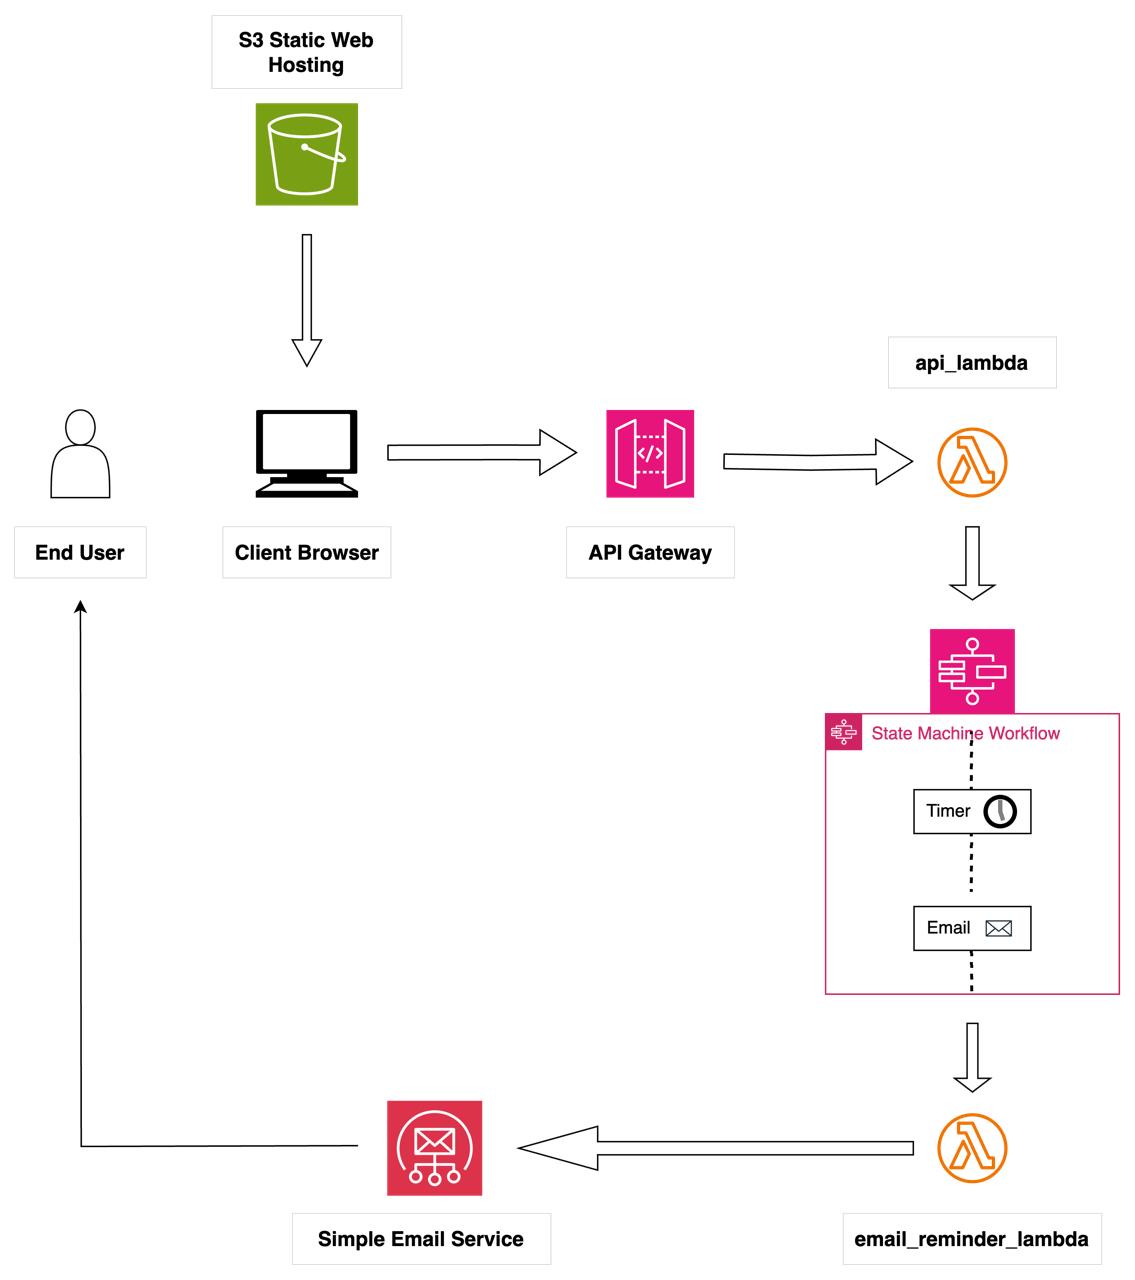 S3 Static Web
Hosting
api_lambda
</>
End User
Client Browser
API Gateway
State Machine Workflow
Timer
Email
Simple Email Service
email_reminder_lambda